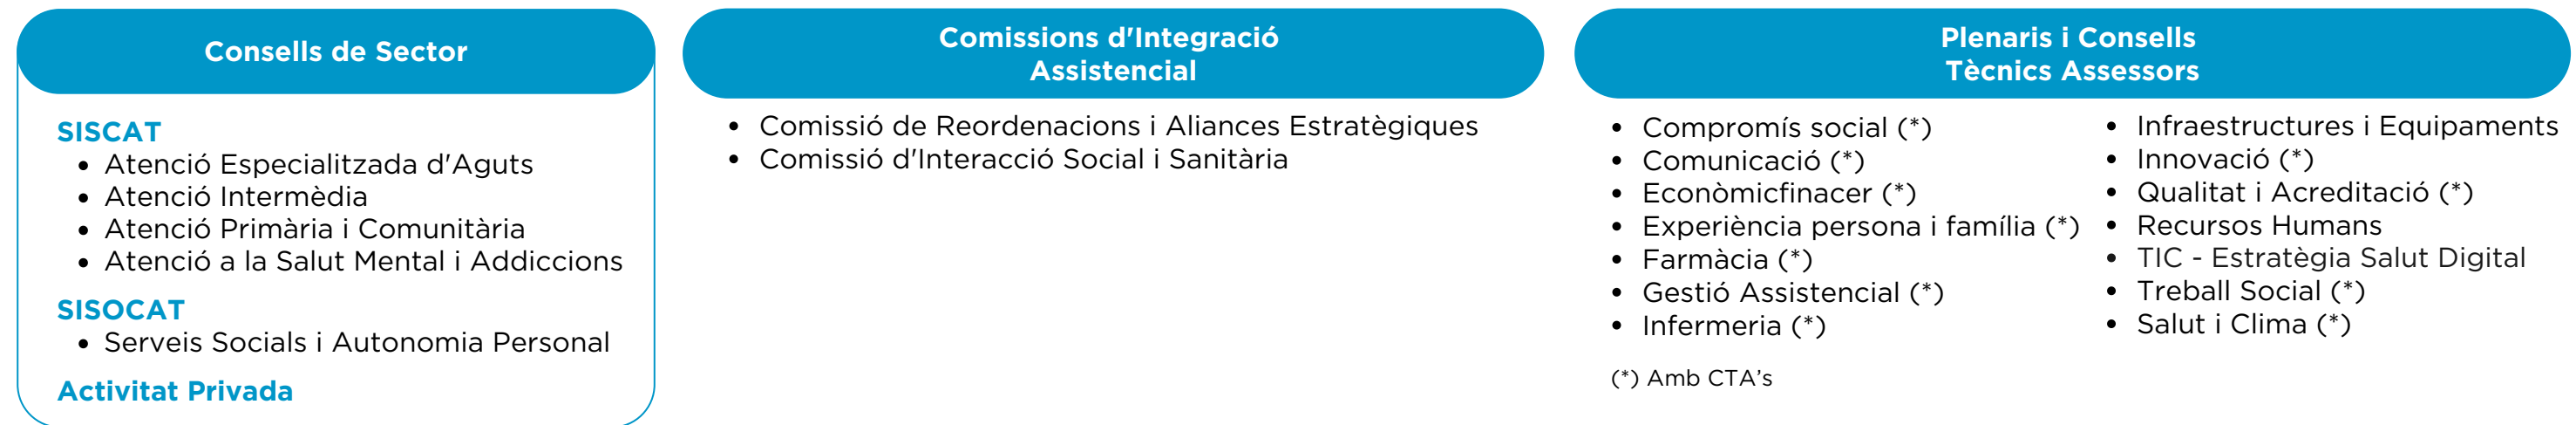 Consells de Sector
SISCAT
• Atenció Especialitzada d'Aguts
• Atenció Intermèdia
• Atenció Primària i Comunitària
• Atenció a la Salut Mental i Addiccions
SISOCAT
• Serveis Socials i Autonomia Personal
Activitat Privada
Comissions d'Integració
Assistencial
• Comissió de Reordenacions i Aliances Estratègiques
• Comissió d'Interacció Social i Sanitària
Plenaris i Consells
Tècnics Assessors
• Compromís social (*)
• Comunicació (*)
• Econòmicfinacer (*)
• Experiència persona i família (*)
• Farmàcia (*)
• Gestió Assistencial (*)
• Infermeria (*)
• Infraestructures i Equipaments
• Innovació (*)
• Qualitat i Acreditació (*)
• Recursos Humans
• TIC - Estratègia Salut Digital
• Treball Social (*)
• Salut i Clima (*)
(*) Amb CTA’s